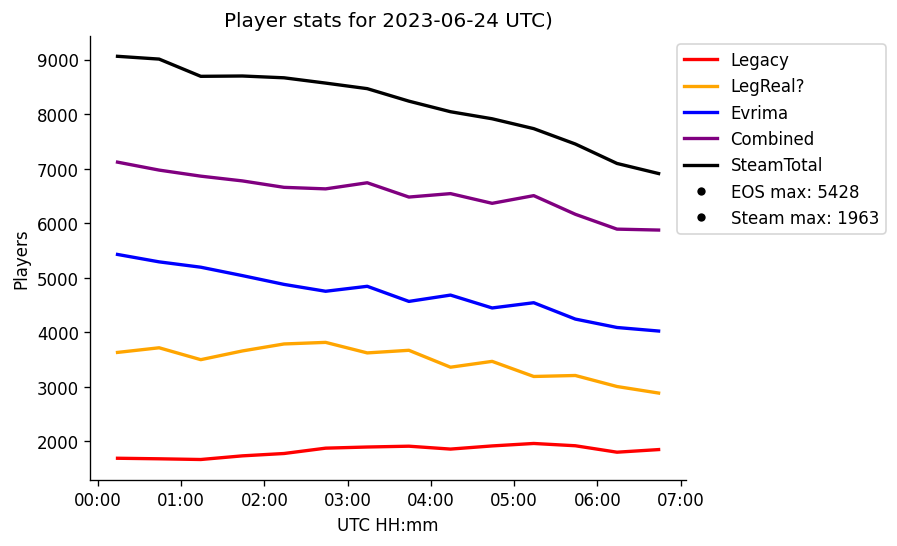 Player stats for 2023-06-24 UTC)
9000
8000
7000
6000
5000
4000
3000
2000
Players
00:00 01:00 02:00 03:00 04:00 05:00 06:00 07:00
UTC HH:mm
Legacy
LegReal?
Evrima
Combined
SteamTotal
EOS max: 5428
Steam max: 1963